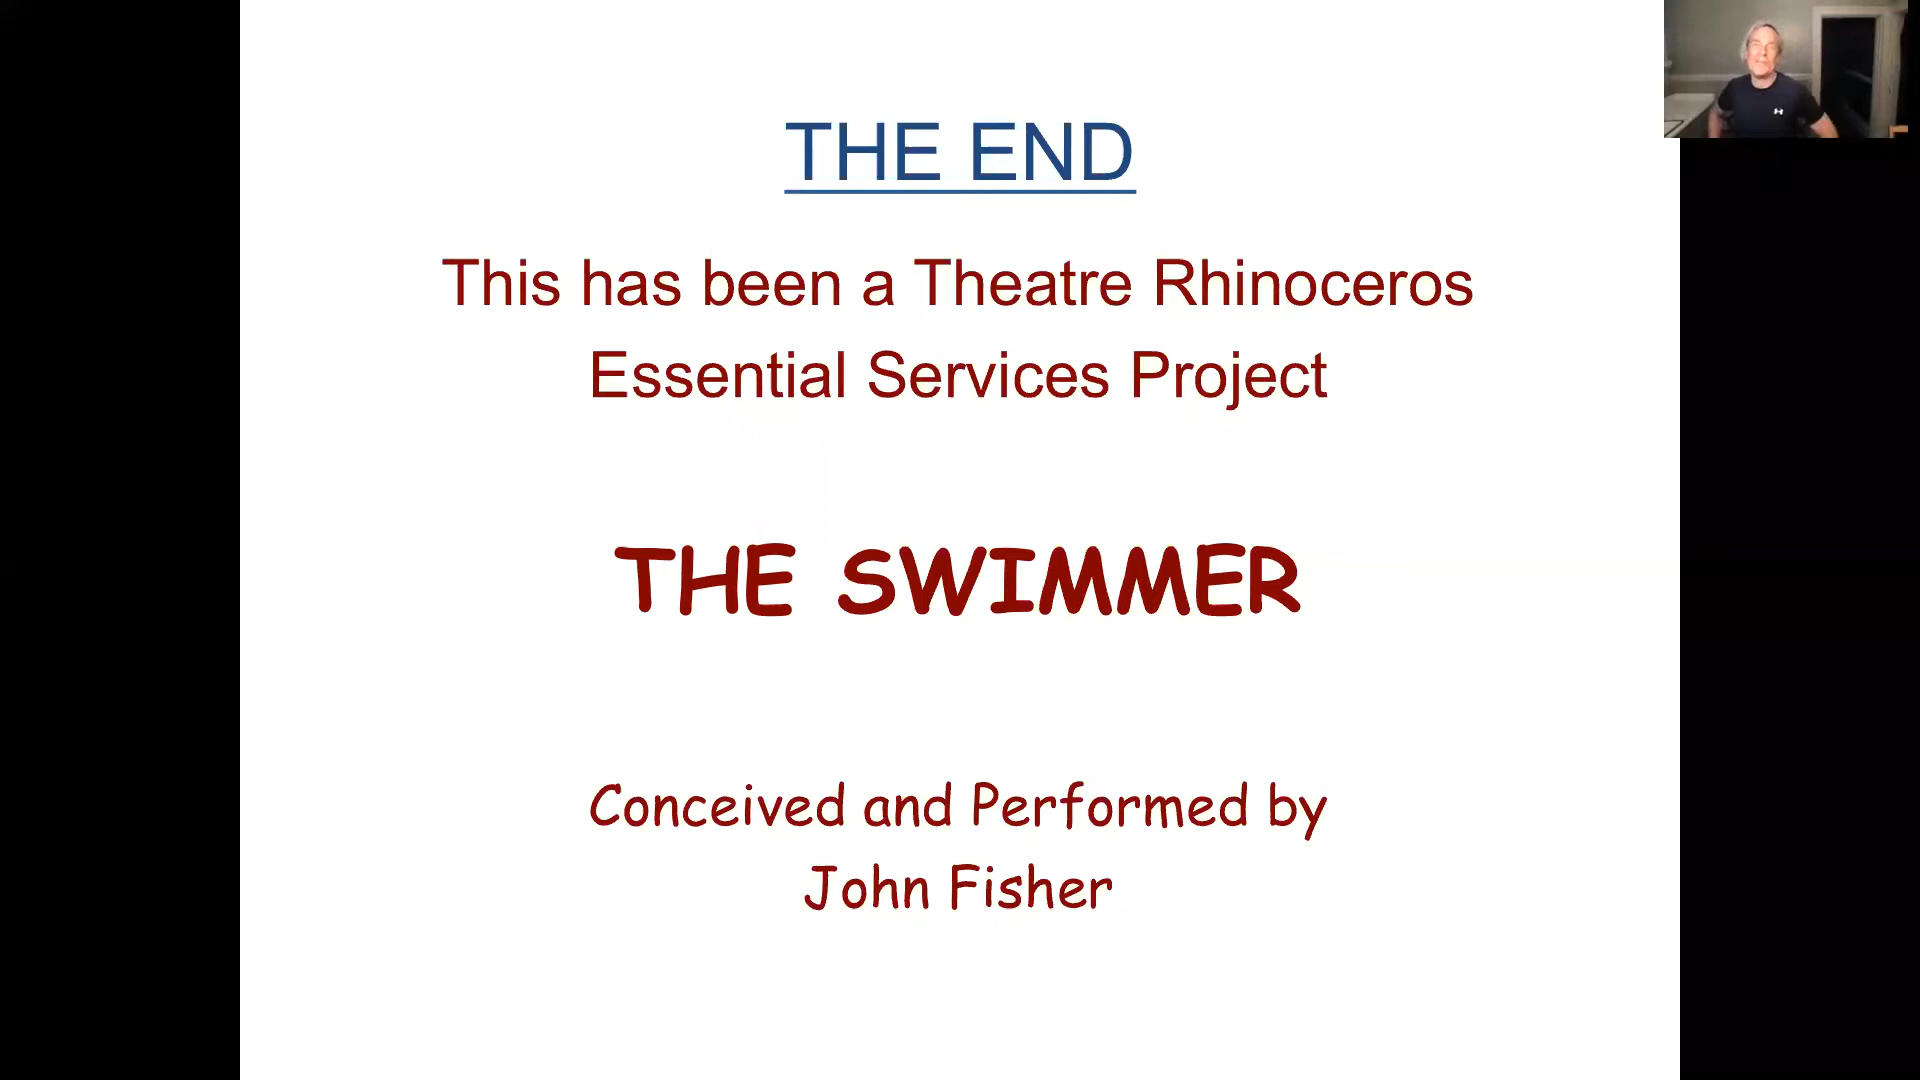 THE END
This has been a Theatre Rhinoceros
Essential Services Project
THE SWIMMER
Conceived and Performed by
John Fisher